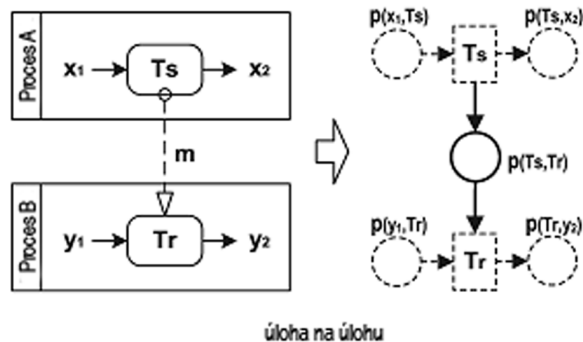 Proces A
x₁
Ts
x₂
m
Proces B
y₁
Tr
y₂
p(x₁,Ts)
p(Ts,x₂)
Ts
p(Ts,Tr)
p(y₁,Tr)
p(Tr,y₂)
Tr
úloha na úlohu